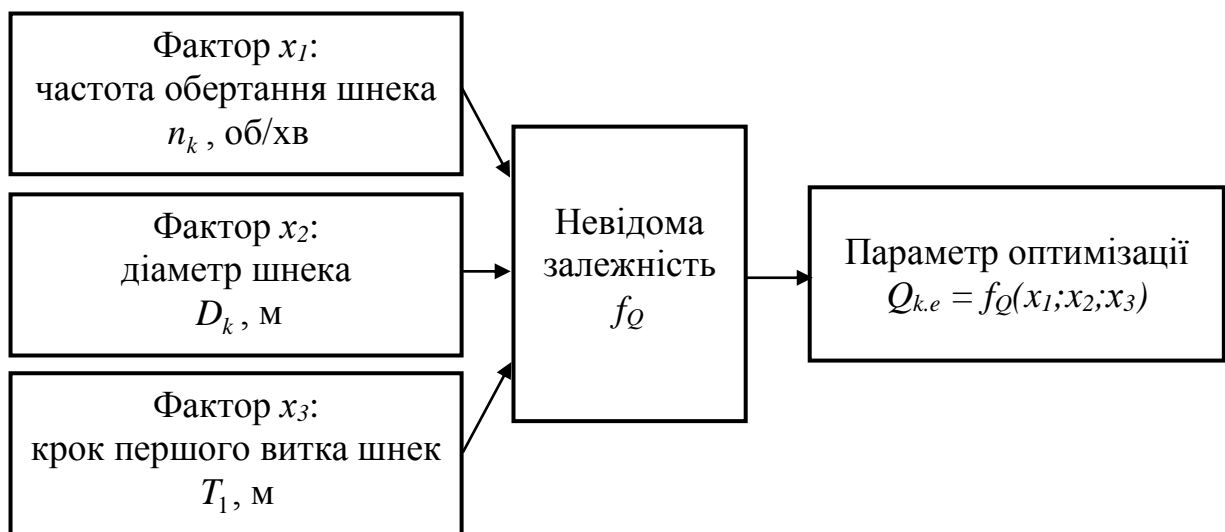 Фактор x1:
частота обертання шнека
nk , об/хв
Фактор x2:
діаметр шнека
Dk , м
Фактор x3:
крок першого витка шнек
T1 , м
Невідома
залежність
fQ
Параметр оптимізації
Qk.e = fQ(x1;x2;x3)